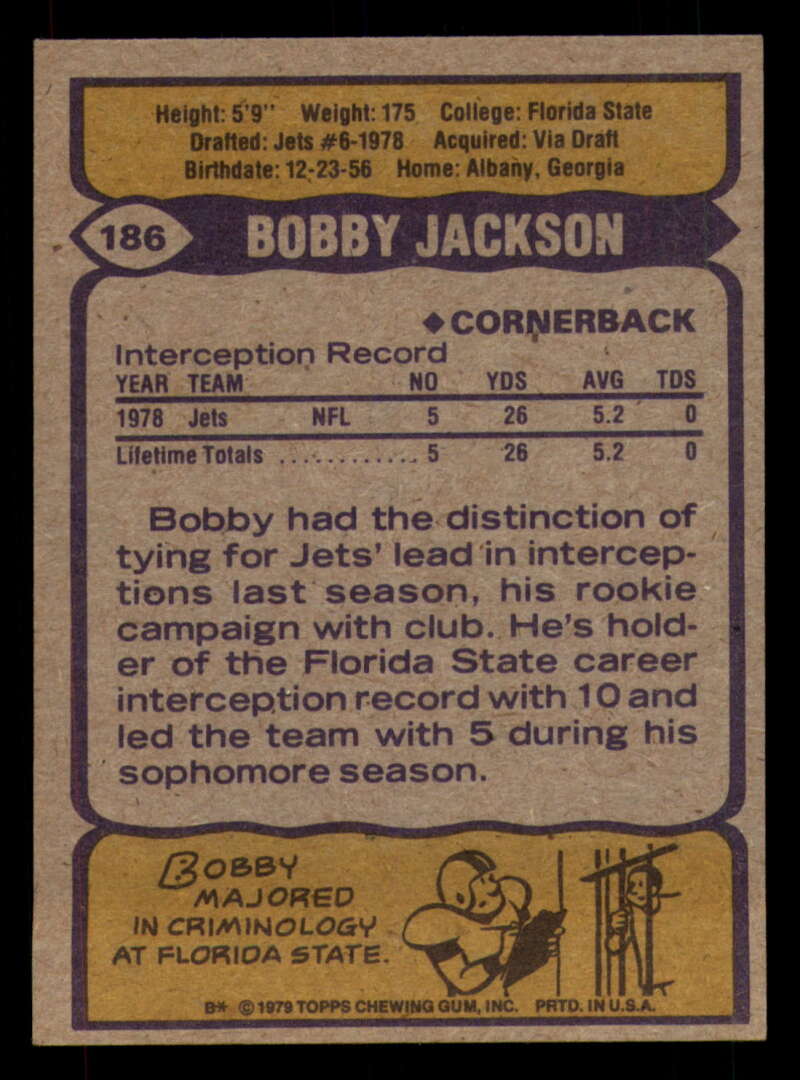 Height: 5'9" Weight: 175 College: Florida State
Drafted: Jets #6-1978 Acquired: Via Draft
Birthdate: 12-23-56 Home: Albany, Georgia
186 BOBBY JACKSON
◆CORNERBACK
Interception Record
YEAR TEAM NO YDS AVG TDS
1978 Jets NFL 5 26 5.2 0
Lifetime Totals ............. 5 26 5.2 0
Bobby had the distinction of
tying for Jets' lead in intercep-
tions last season, his rookie
campaign with club. He's hold-
er of the Florida State career
interception record with 10 and
led the team with 5 during his
sophomore season.
BOBBY
MAJORED
IN CRIMINOLOGY
AT FLORIDA STATE.
B* © 1979 TOPPS CHEWING GUM, INC. PRTD. IN U.S.A.